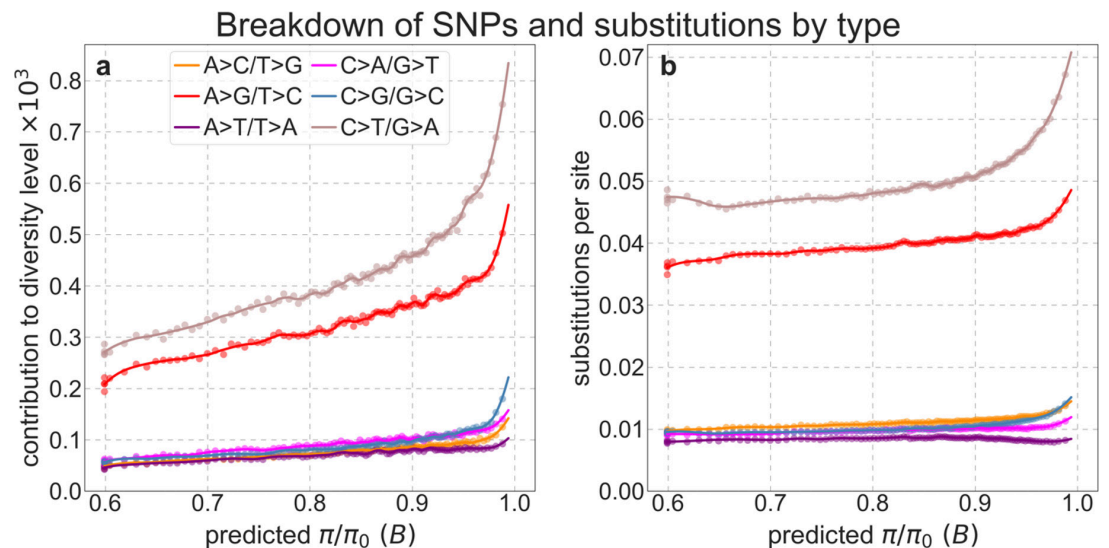 Breakdown of SNPs and substitutions by type
a
A>C/T>G
A>G/T>C
A>T/T>A
C>A/G>T
C>G/G>C
C>T/G>A
contribution to diversity level ×10³
0.8
0.7
0.6
0.5
0.4
0.3
0.2
0.1
0.0
0.6 0.7 0.8 0.9 1.0
predicted π/π₀ (B)
b
substitutions per site
0.07
0.06
0.05
0.04
0.03
0.02
0.01
0.00
0.6 0.7 0.8 0.9 1.0
predicted π/π₀ (B)